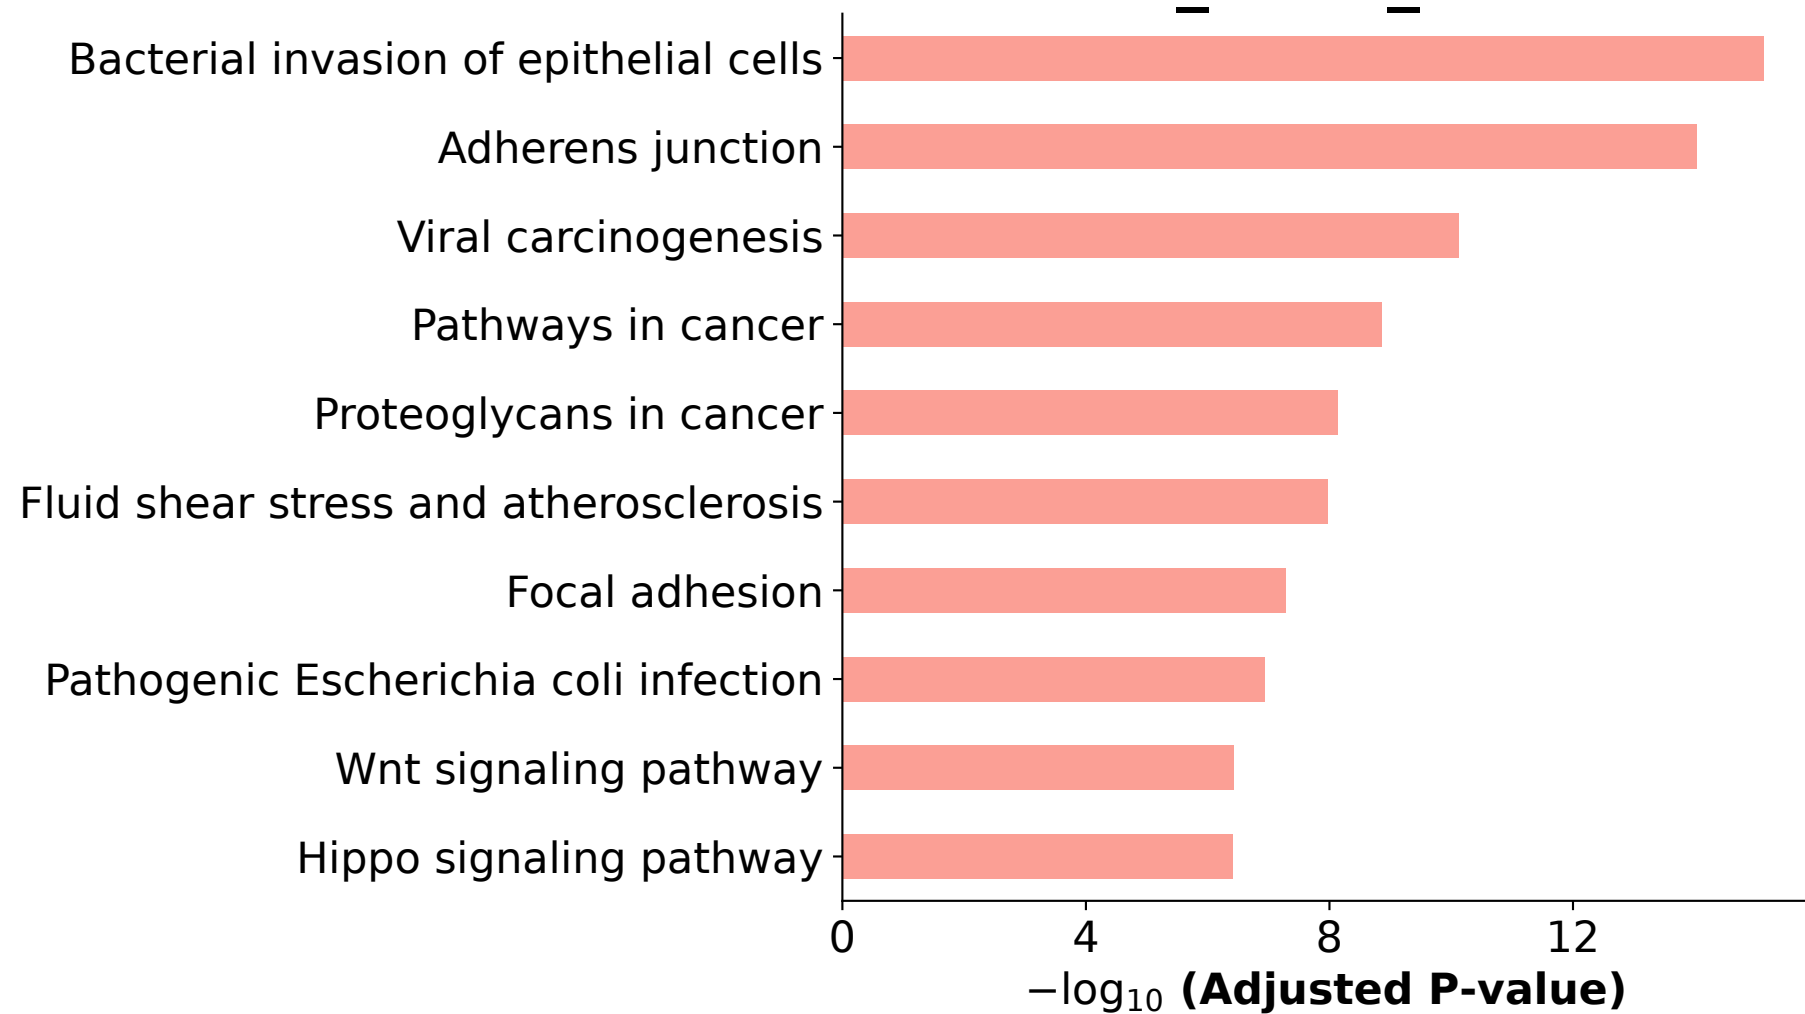 Bacterial invasion of epithelial cells
Adherens junction
Viral carcinogenesis
Pathways in cancer
Proteoglycans in cancer
Fluid shear stress and atherosclerosis
Focal adhesion
Pathogenic Escherichia coli infection
Wnt signaling pathway
Hippo signaling pathway
0 4 8 12
−log₁₀ (Adjusted P-value)